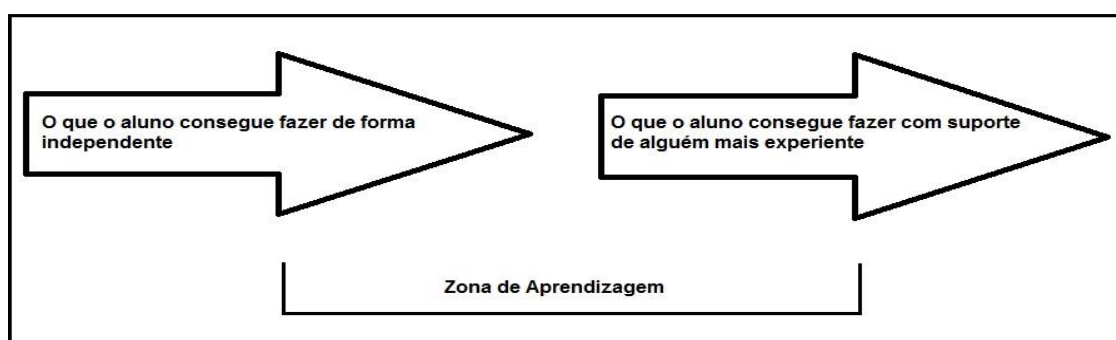 O que o aluno consegue fazer de forma
independente
O que o aluno consegue fazer com suporte
de alguém mais experiente
Zona de Aprendizagem